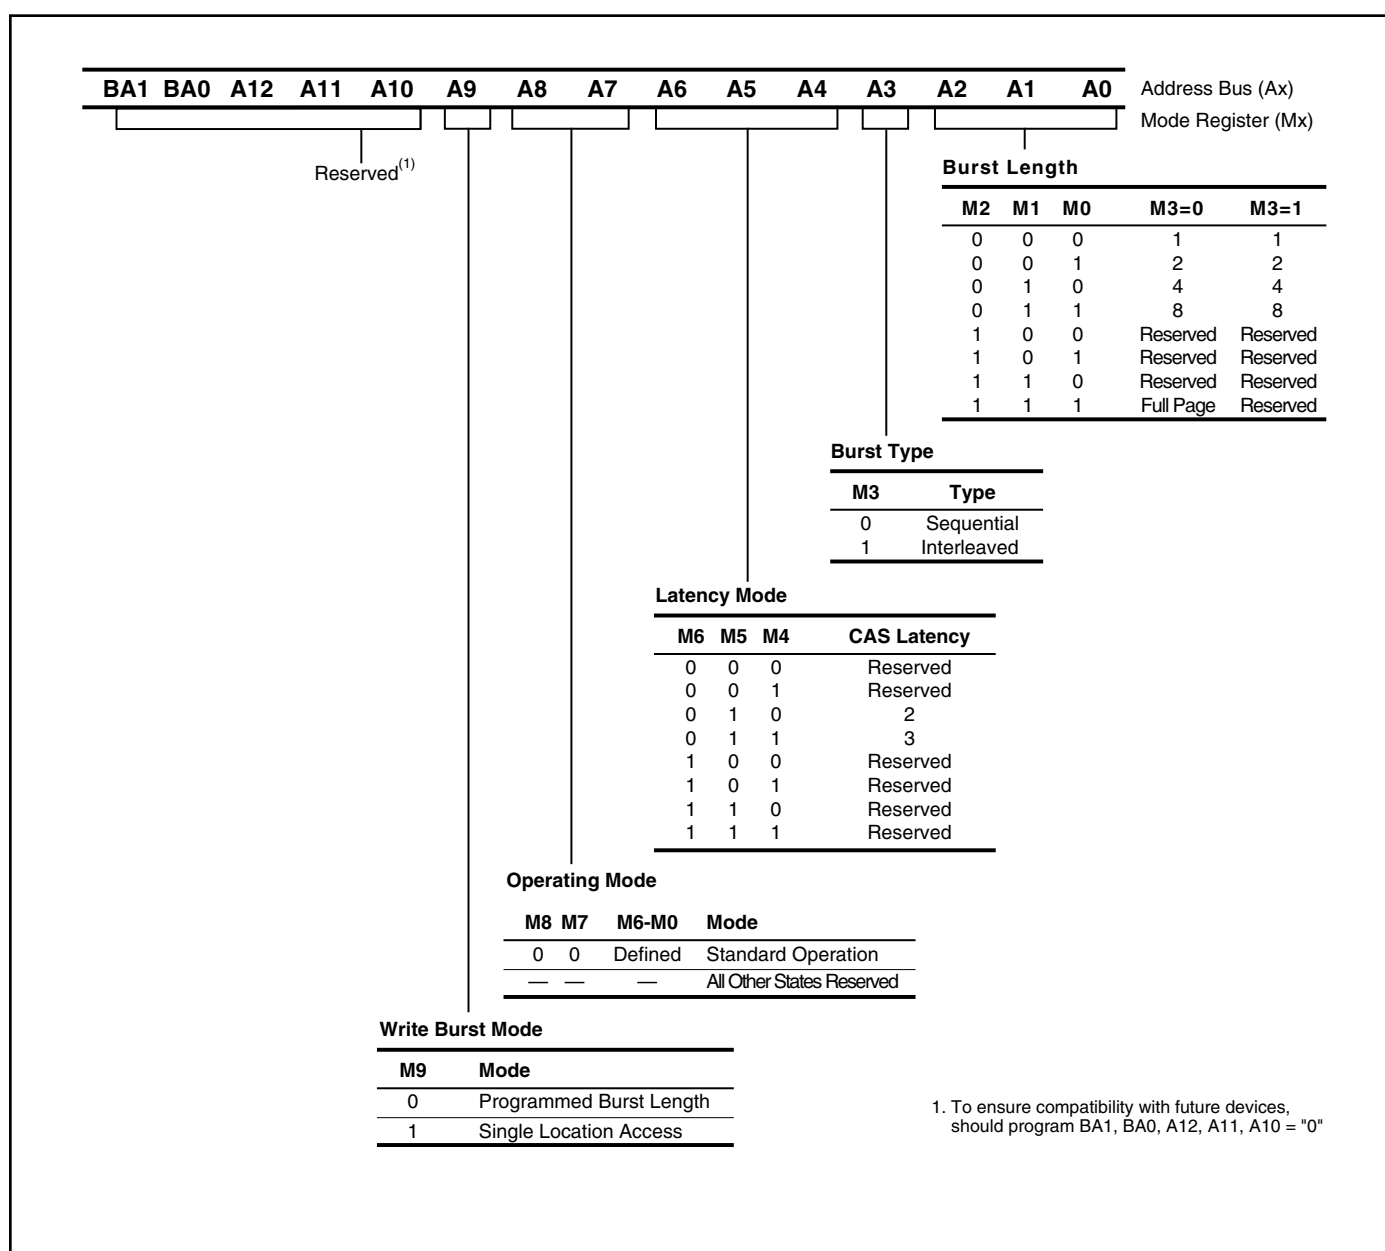 BA1 BA0 A12 A11 A10 A9 A8 A7 A6 A5 A4 A3 A2 A1 A0 Address Bus (Ax)
Mode Register (Mx)
Reserved(1)
Burst Length
M2 M1 M0 M3=0 M3=1
0 0 0 1 1
0 0 1 2 2
0 1 0 4 4
0 1 1 8 8
1 0 0 Reserved Reserved
1 0 1 Reserved Reserved
1 1 0 Reserved Reserved
1 1 1 Full Page Reserved
Burst Type
M3 Type
0 Sequential
1 Interleaved
Latency Mode
M6 M5 M4 CAS Latency
0 0 0 Reserved
0 0 1 Reserved
0 1 0 2
0 1 1 3
1 0 0 Reserved
1 0 1 Reserved
1 1 0 Reserved
1 1 1 Reserved
Operating Mode
M8 M7 M6-M0 Mode
0 0 Defined Standard Operation
— — — All Other States Reserved
Write Burst Mode
M9 Mode
0 Programmed Burst Length
1 Single Location Access
1. To ensure compatibility with future devices,
should program BA1, BA0, A12, A11, A10 = "0"